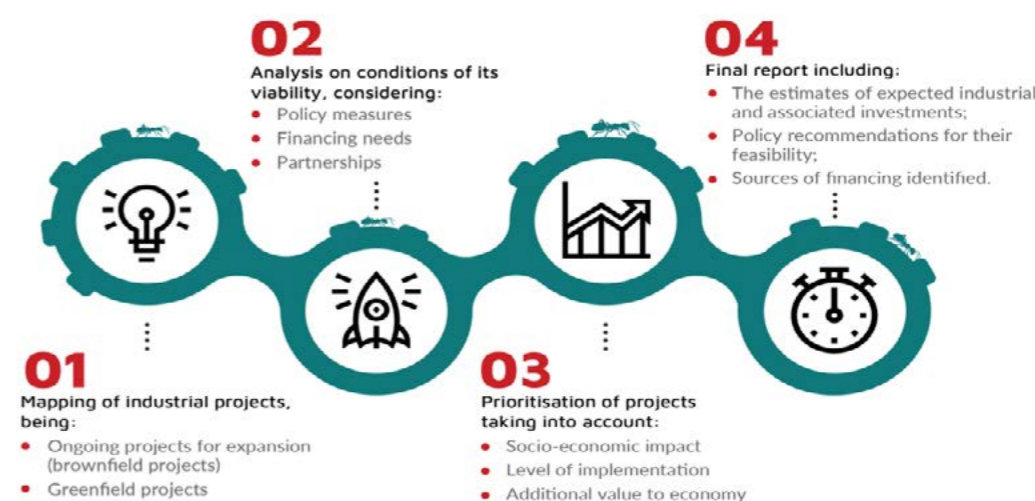 01
Mapping of industrial projects,
being:
• Ongoing projects for expansion
(brownfield projects)
• Greenfield projects
02
Analysis on conditions of its
viability, considering:
• Policy measures
• Financing needs
• Partnerships
03
Prioritisation of projects
taking into account:
• Socio-economic impact
• Level of implementation
• Additional value to economy
04
Final report including:
• The estimates of expected industrial
and associated investments;
• Policy recommendations for their
feasibility;
• Sources of financing identified.